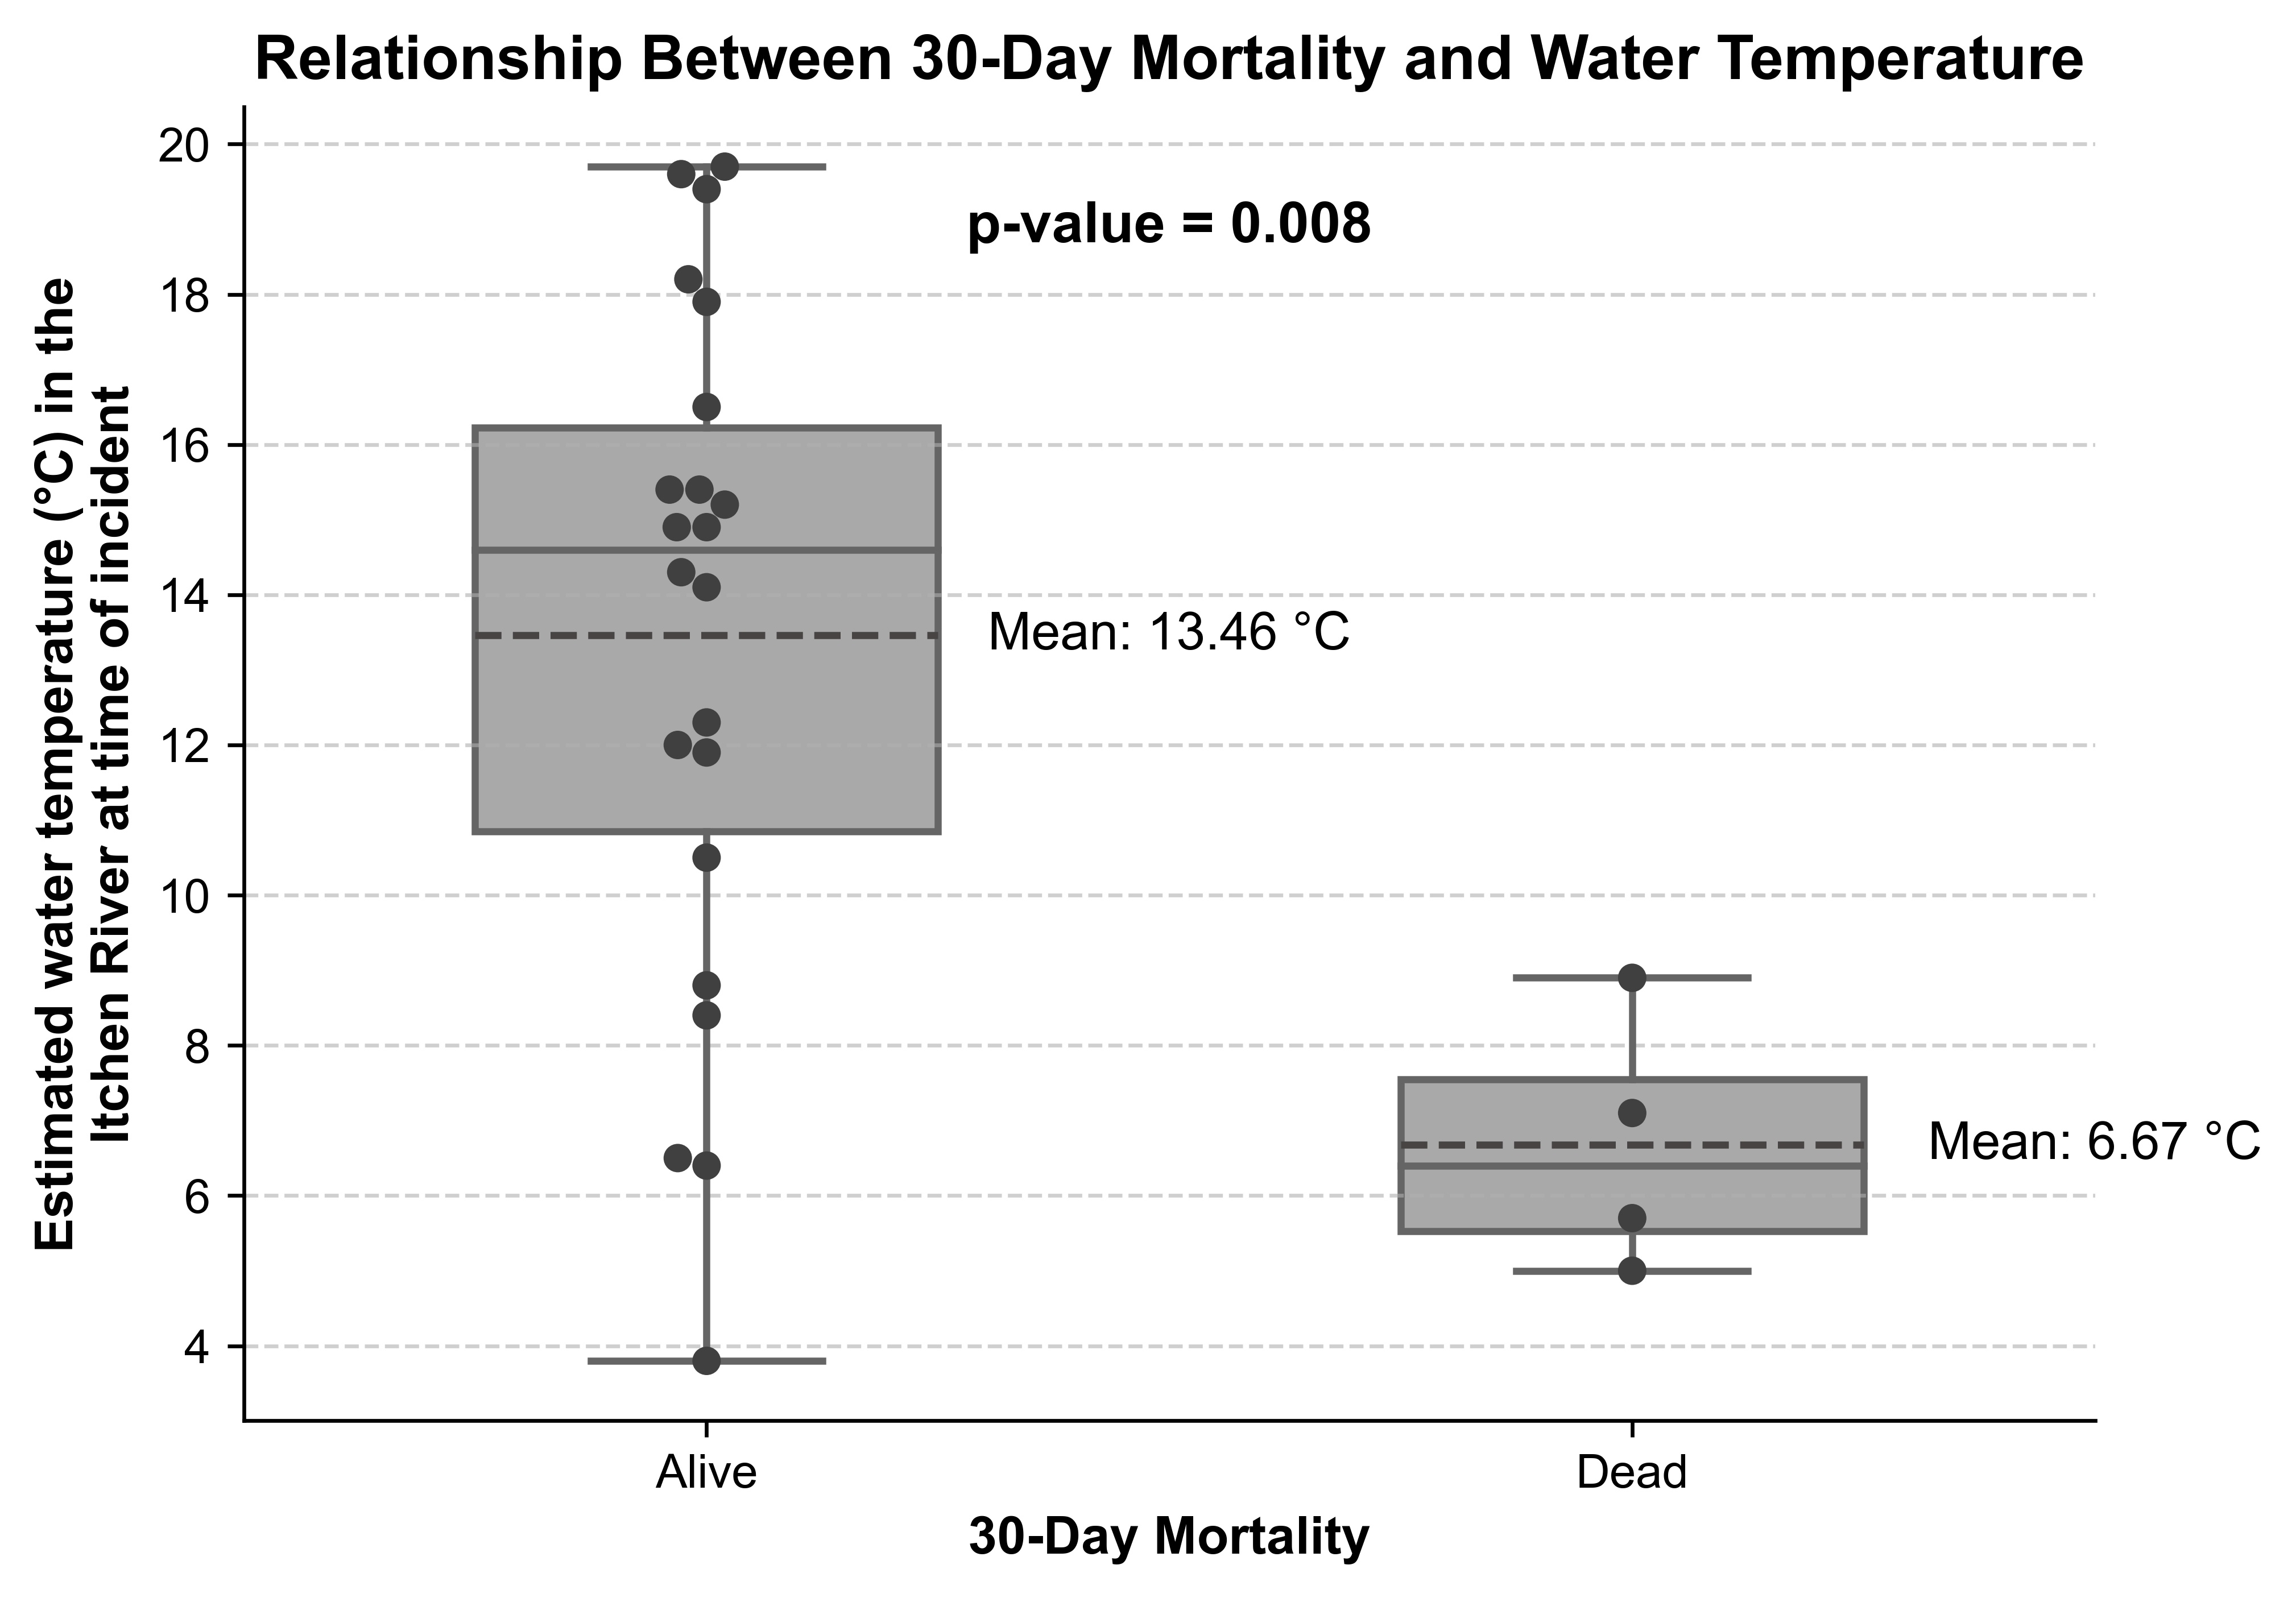 Relationship Between 30-Day Mortality and Water Temperature
Estimated water temperature (°C) in the
Itchen River at time of incident
20
18
16
14
12
10
8
6
4
p-value = 0.008
Mean: 13.46 °C
Mean: 6.67 °C
Alive
Dead
30-Day Mortality